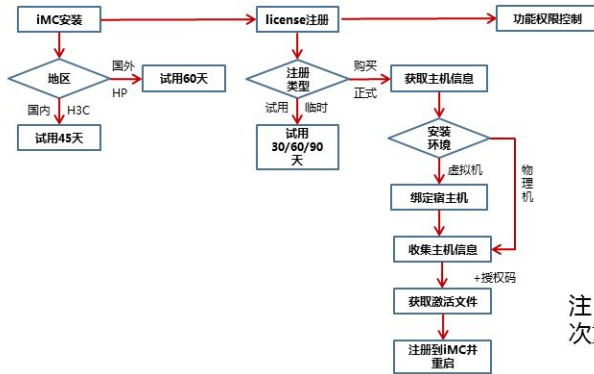 iMC安装
license注册
功能权限控制
地区
国外
HP
试用60天
国内
H3C
试用45天
注册
类型
购买
正式
获取主机信息
试用
临时
试用
30/60/90
天
安装
环境
虚拟机
物
理
机
绑定宿主机
收集主机信息
+授权码
获取激活文件
注册到iMC并
重启
注
次